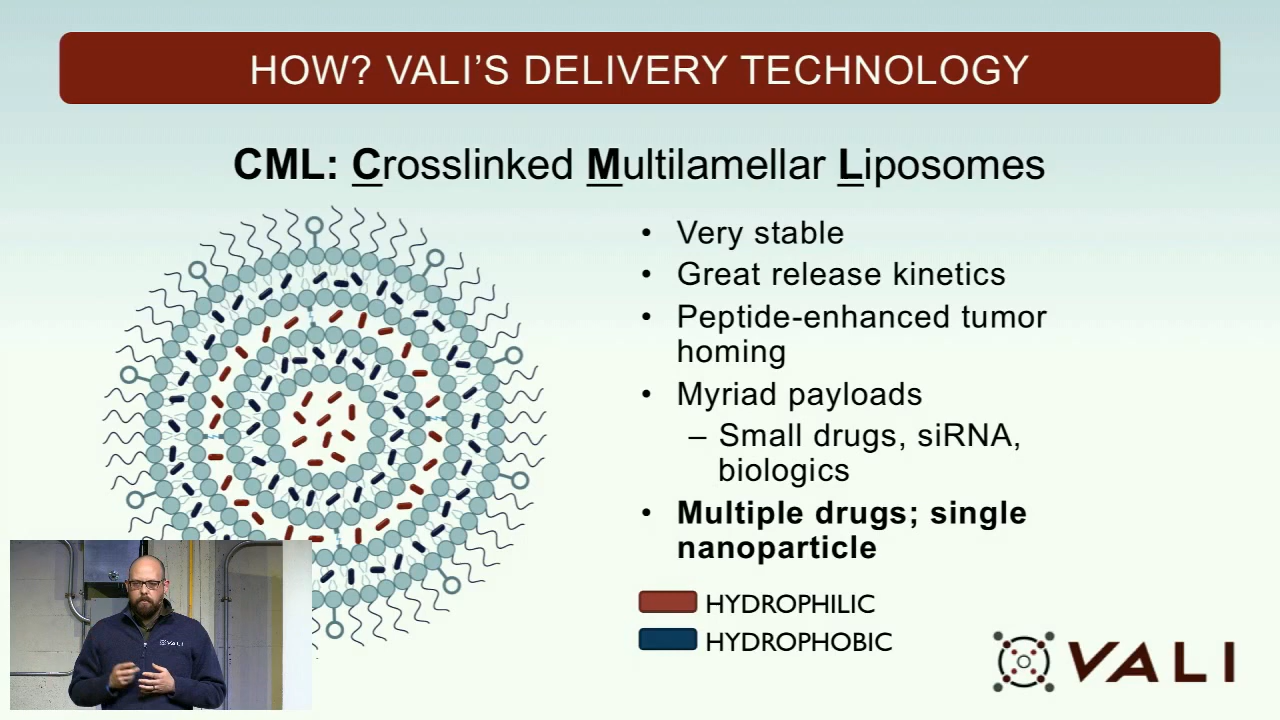 HOW? VALI’S DELIVERY TECHNOLOGY
CML: Crosslinked Multilamellar Liposomes
• Very stable
• Great release kinetics
• Peptide-enhanced tumor
homing
• Myriad payloads
– Small drugs, siRNA,
biologics
• Multiple drugs; single
nanoparticle
HYDROPHILIC
HYDROPHOBIC
VALI
VALI